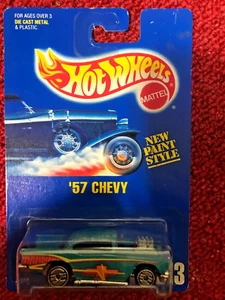 FOR AGES OVER 3
DIE CAST METAL
& PLASTIC.
Hot Wheels
MATTEL
NEW
PAINT
STYLE
'57 CHEVY
3